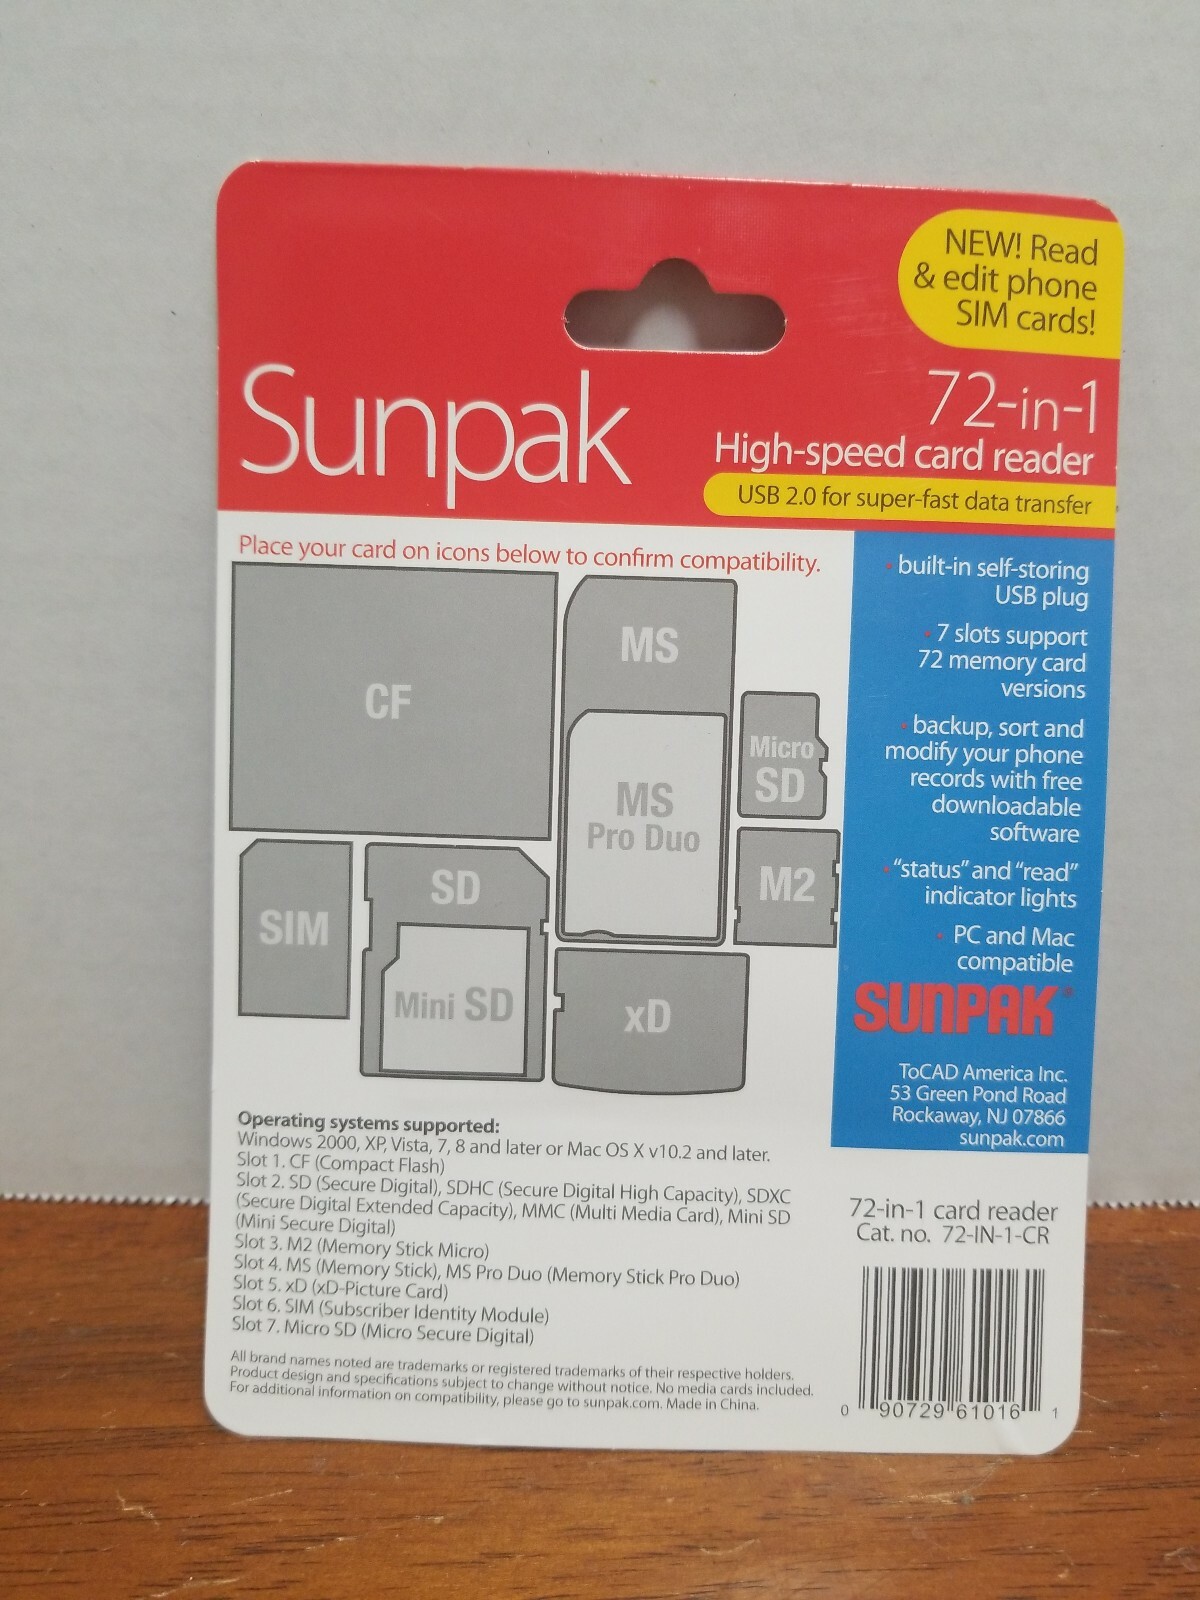 NEW! Read
& edit phone
SIM cards!
Sunpak
72-in-1
High-speed card reader
USB 2.0 for super-fast data transfer
Place your card on icons below to confirm compatibility.
CF
MS
MS
Pro Duo
Micro
SD
M2
SIM
SD
Mini SD
xD
• built-in self-storing
USB plug
• 7 slots support
72 memory card
versions
• backup, sort and
modify your phone
records with free
downloadable
software
• “status” and “read”
indicator lights
• PC and Mac
compatible
SUNPAK®
ToCAD America Inc.
53 Green Pond Road
Rockaway, NJ 07866
sunpak.com
Operating systems supported:
Windows 2000, XP, Vista, 7, 8 and later or Mac OS X v10.2 and later.
Slot 1. CF (Compact Flash)
Slot 2. SD (Secure Digital), SDHC (Secure Digital High Capacity), SDXC
(Secure Digital Extended Capacity), MMC (Multi Media Card), Mini SD
(Mini Secure Digital)
Slot 3. M2 (Memory Stick Micro)
Slot 4. MS (Memory Stick), MS Pro Duo (Memory Stick Pro Duo)
Slot 5. xD (xD-Picture Card)
Slot 6. SIM (Subscriber Identity Module)
Slot 7. Micro SD (Micro Secure Digital)
All brand names noted are trademarks or registered trademarks of their respective holders.
Product design and specifications subject to change without notice. No media cards included.
For additional information on compatibility, please go to sunpak.com. Made in China.
72-in-1 card reader
Cat. no. 72-IN-1-CR
0 90729 61016 1